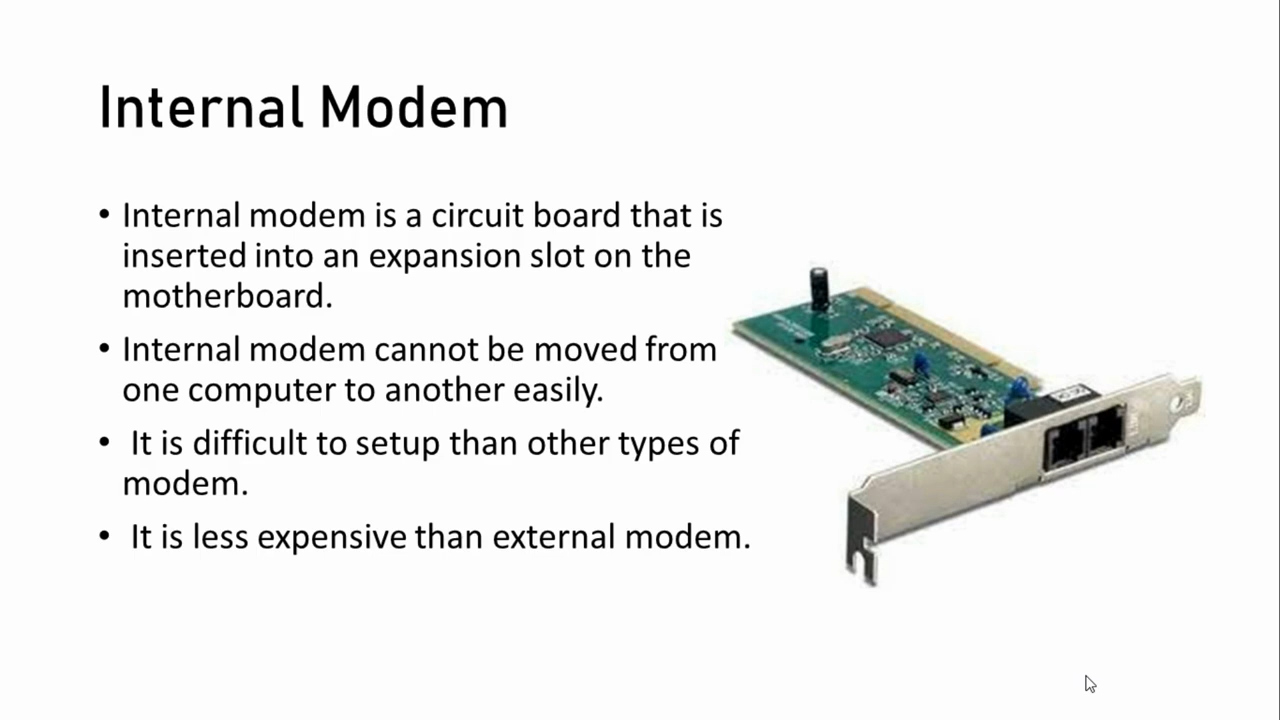 Internal Modem
• Internal modem is a circuit board that is
inserted into an expansion slot on the
motherboard.
• Internal modem cannot be moved from
one computer to another easily.
• It is difficult to setup than other types of
modem.
• It is less expensive than external modem.